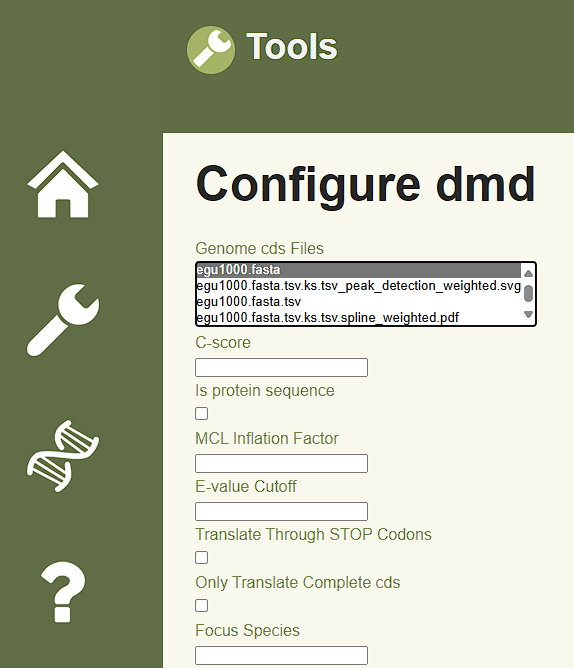 Tools
Configure dmd
Genome cds Files
egu1000.fasta
egu1000.fasta.tsv.ks.tsv_peak_detection_weighted.svg
egu1000.fasta.tsv
egu1000.fasta.tsv.ks.tsv.spline_weighted.pdf
C-score
Is protein sequence
MCL Inflation Factor
E-value Cutoff
Translate Through STOP Codons
Only Translate Complete cds
Focus Species